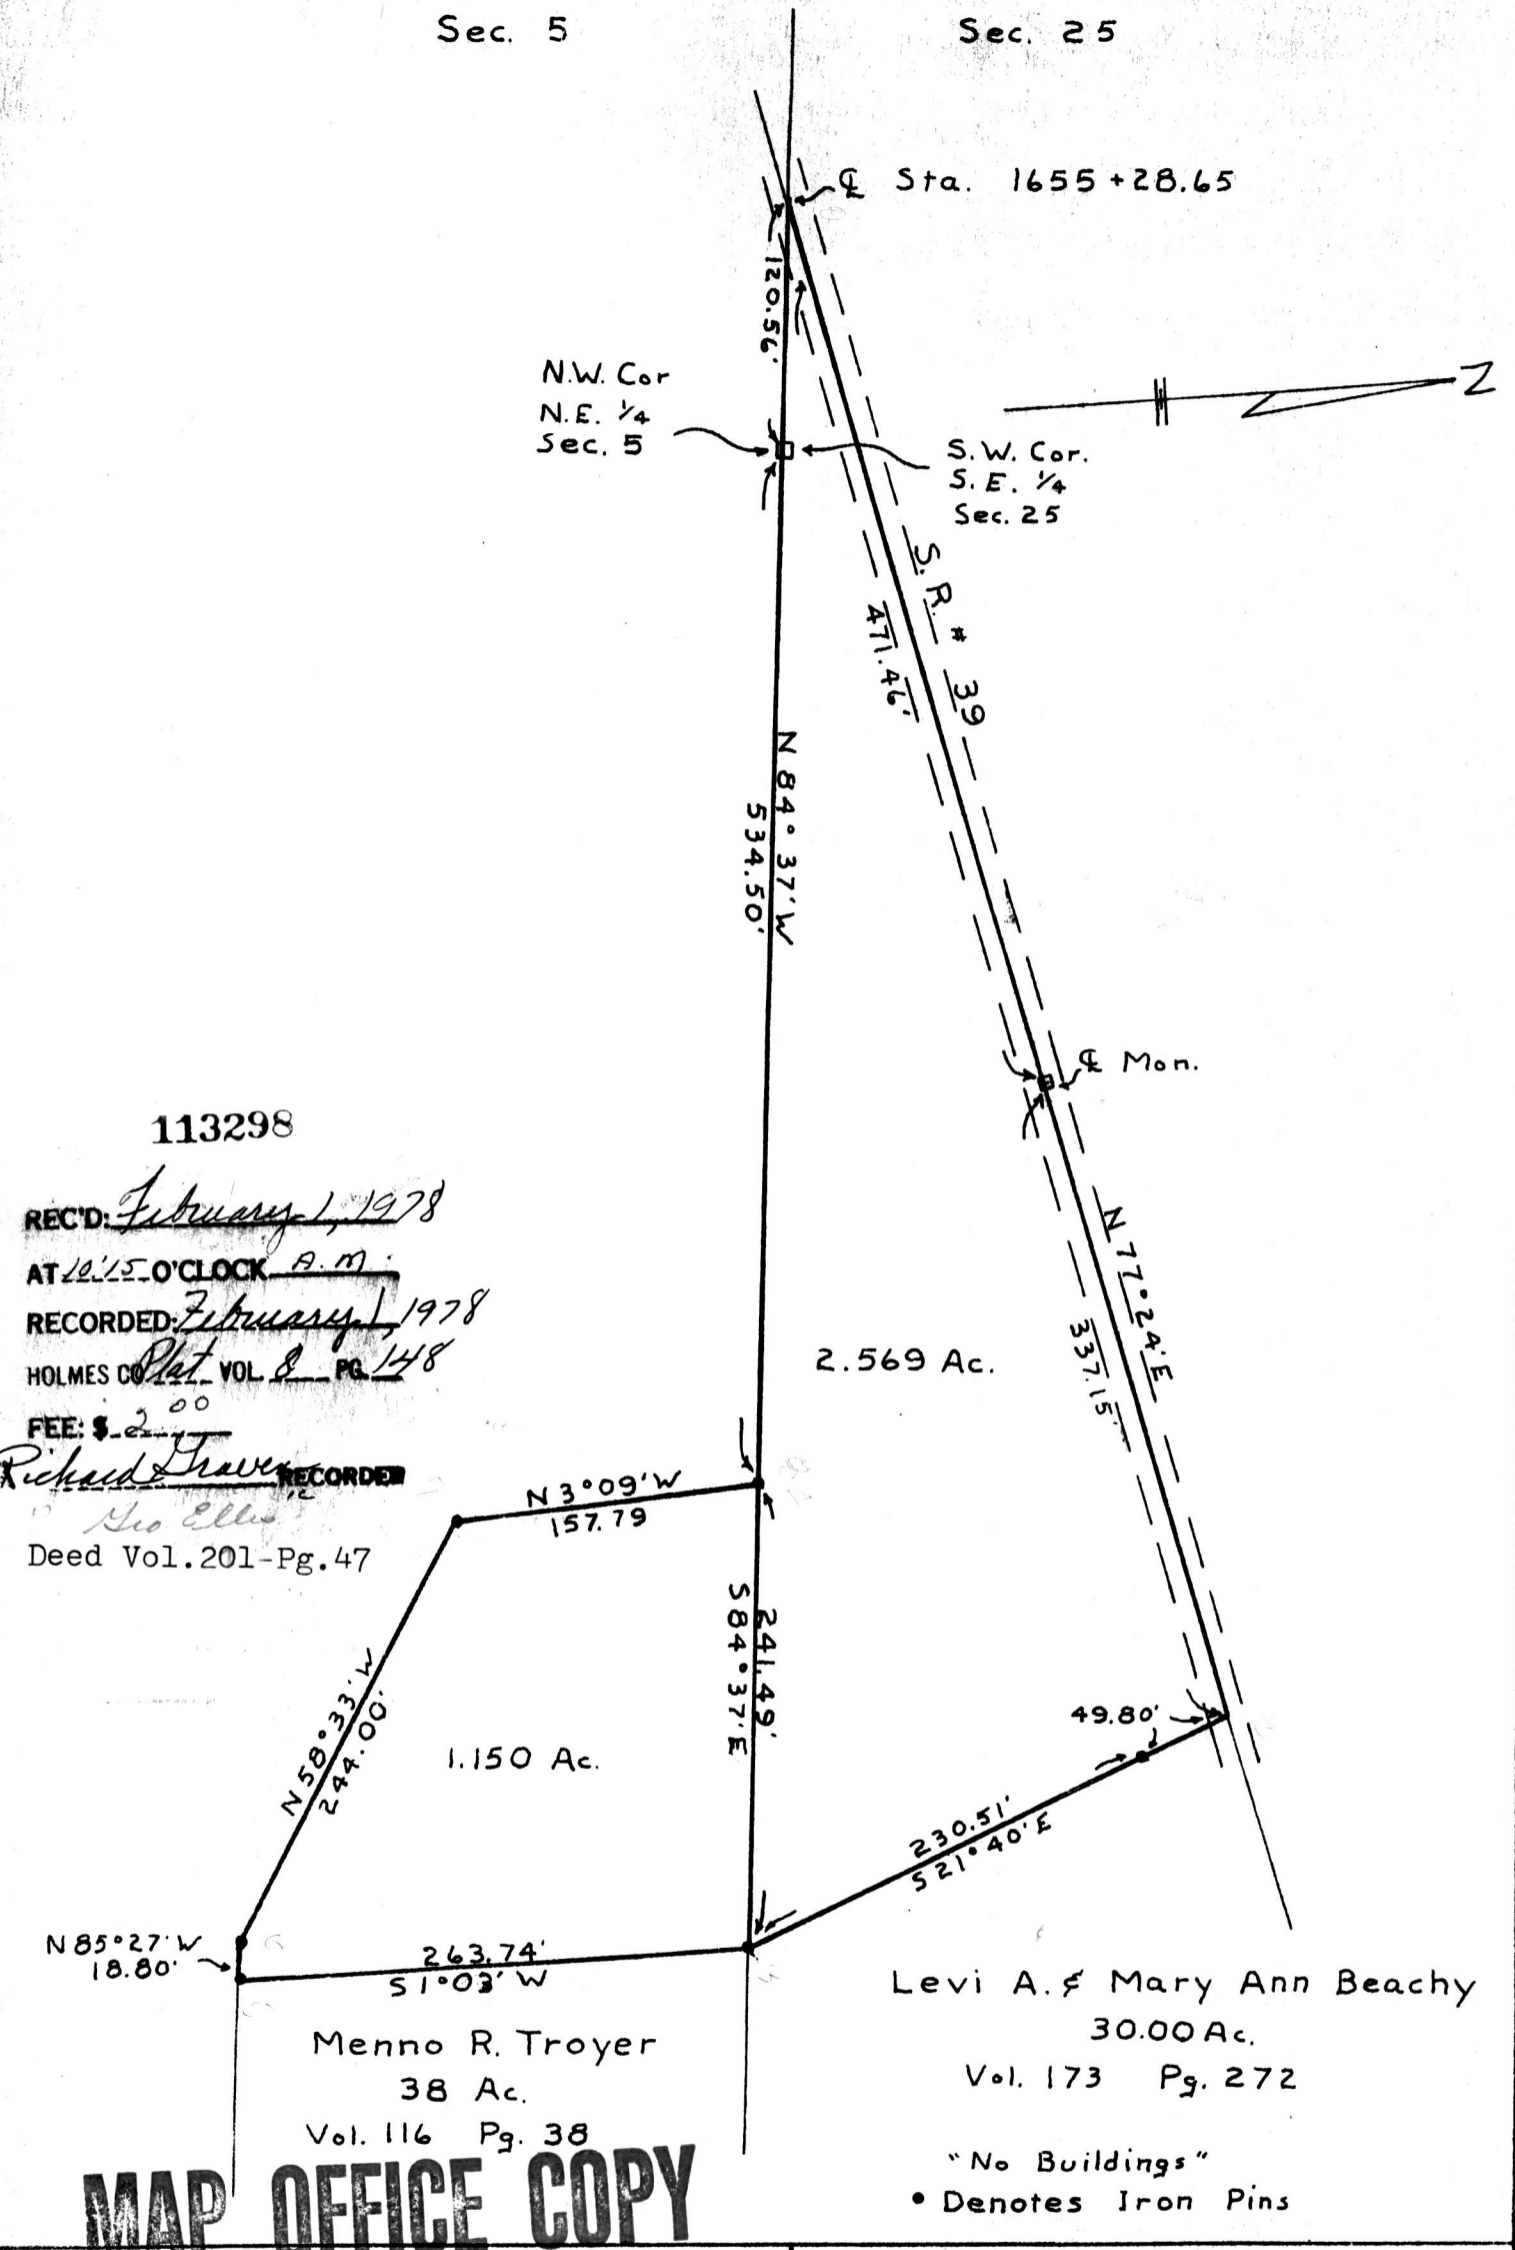 Sec. 5
Sec. 25
℄ Sta. 1655+28.65
120.56'
N.W. Cor
N.E. ¼
Sec. 5
S.W. Cor.
S.E. ¼
Sec. 25
Z
S.R. # 39
471.46'
N 84° 37' W
534.50'
℄ Mon.
N 77° 24' E
337.15'
113298
REC'D: February 1, 1978
AT 10:15 O'CLOCK A.M.
RECORDED: February 1, 1978
HOLMES CO Plat VOL 8 PG. 148
FEE: $ 2.00
Richard Graven RECORDER
Geo Ellis
Deed Vol.201-Pg.47
2.569 Ac.
N 3° 09' W
157.79
241.49'
S 84° 37' E
N 58° 33' W
244.00'
1.150 Ac.
49.80'
230.51'
S 21° 40' E
N 85° 27' W
18.80'
263.74'
S 1° 03' W
Menno R. Troyer
38 Ac.
Vol. 116 Pg. 38
Levi A. & Mary Ann Beachy
30.00 Ac.
Vol. 173 Pg. 272
"No Buildings"
• Denotes Iron Pins
MAP OFFICE COPY